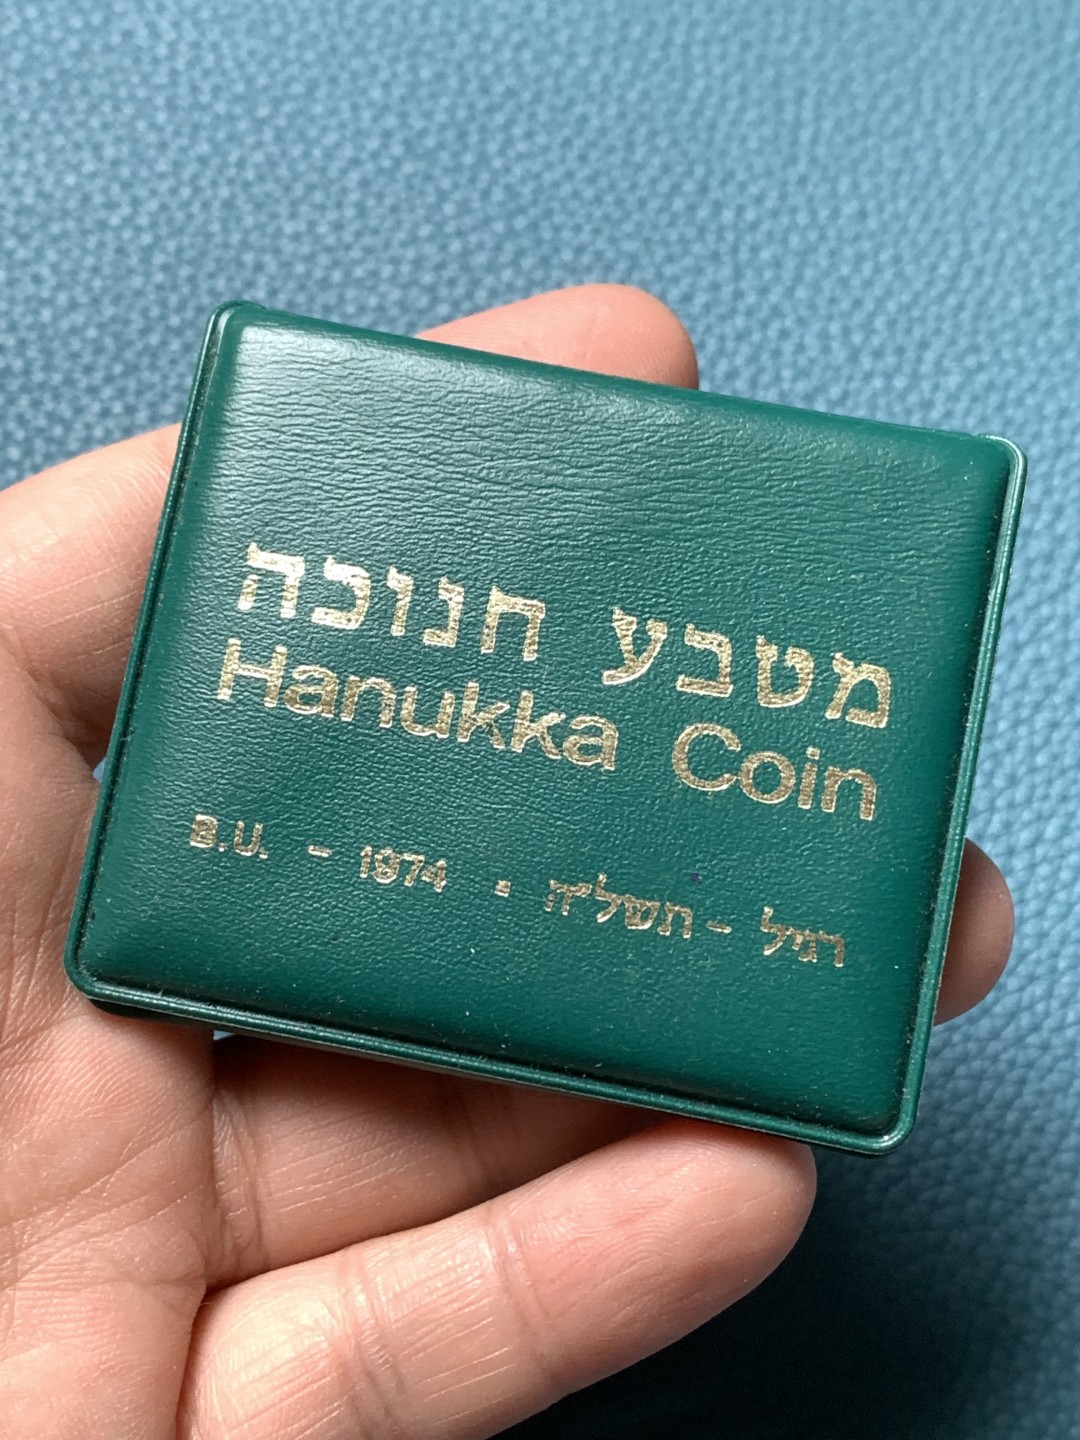 מטבע חנוכה
Hanukka Coin
B.U. - 1974 · רגיל - תשל״ה